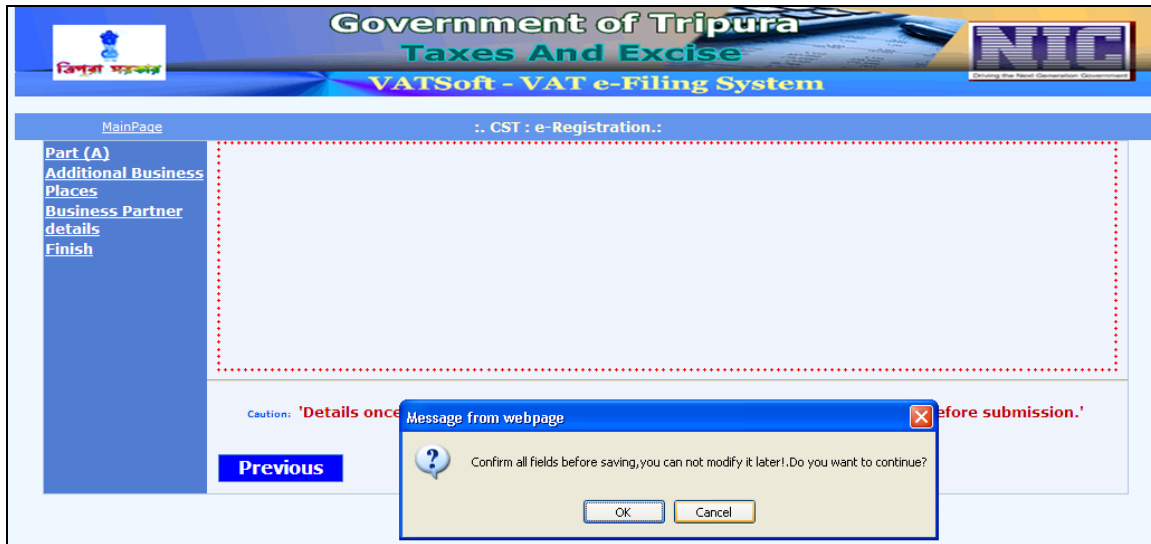 Government of Tripura
Taxes And Excise
VATSoft - VAT e-Filing System
ত্রিপুরা সরকার
NIC
Driving the Next Generation Government
MainPage
:. CST : e-Registration.:
Part (A)
Additional Business
Places
Business Partner
details
Finish
Caution: 'Details once
efore submission.'
Message from webpage
Confirm all fields before saving,you can not modify it later!.Do you want to continue?
Previous
OK
Cancel